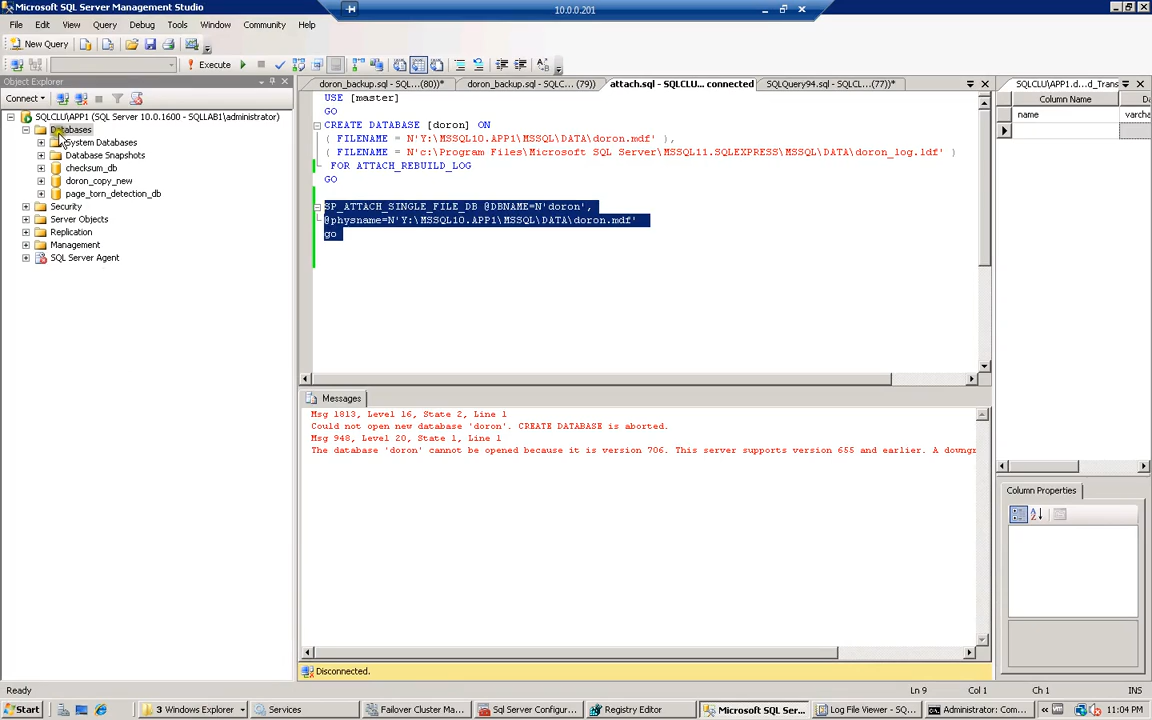 Microsoft SQL Server Management Studio
10.0.0.201
File Edit View Query Debug Tools Window Community Help
New Query
Execute
Object Explorer
Connect
SQLCLU\APP1 (SQL Server 10.0.1600 - SQLLAB1\administrator)
Databases
System Databases
Database Snapshots
checksum_db
doron_copy_new
page_torn_detection_db
Security
Server Objects
Replication
Management
SQL Server Agent
doron_backup.sql - SQL...(80))*
doron_backup.sql - SQLC... (79))
attach.sql - SQLCLU... connected
SQLQuery94.sql - SQLCL...(77))*
USE [master]
GO
CREATE DATABASE [doron] ON
( FILENAME = N'Y:\MSSQL10.APP1\MSSQL\DATA\doron.mdf' ),
( FILENAME = N'c:\Program Files\Microsoft SQL Server\MSSQL11.SQLEXPRESS\MSSQL\DATA\doron_log.ldf' )
FOR ATTACH_REBUILD_LOG
GO
SP_ATTACH_SINGLE_FILE_DB @DBNAME=N'doron',
@physname=N'Y:\MSSQL10.APP1\MSSQL\DATA\doron.mdf'
go
Messages
Msg 1813, Level 16, State 2, Line 1
Could not open new database 'doron'. CREATE DATABASE is aborted.
Msg 948, Level 20, State 1, Line 1
The database 'doron' cannot be opened because it is version 706. This server supports version 655 and earlier. A downgr
Disconnected.
SQLCLU\APP1.d...d_Trans
Column Name
Da
name
varcha
Column Properties
Ready
Ln 9
Col 1
Ch 1
INS
Start
3 Windows Explorer
Services
Failover Cluster Ma...
Sql Server Configur...
Registry Editor
Microsoft SQL Ser...
Log File Viewer - SQ...
Administrator: Com...
11:04 PM